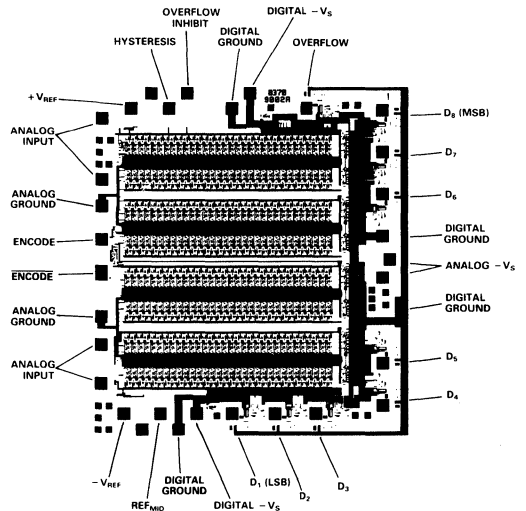 OVERFLOW
INHIBIT
DIGITAL −VS
HYSTERESIS
DIGITAL
GROUND
OVERFLOW
+VREF
8370
9002A
ANALOG
INPUT
D8 (MSB)
D7
ANALOG
GROUND
D6
ENCODE
DIGITAL
GROUND
ENCODE
ANALOG −VS
ANALOG
GROUND
DIGITAL
GROUND
ANALOG
INPUT
D5
D4
−VREF
REFMID
DIGITAL
GROUND
DIGITAL −VS
D1 (LSB)
D2
D3